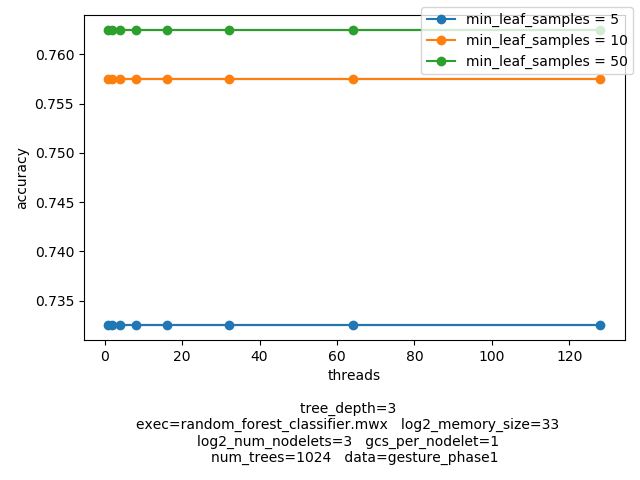 min_leaf_samples = 5
min_leaf_samples = 10
min_leaf_samples = 50
0.760
0.755
0.750
0.745
0.740
0.735
accuracy
0 20 40 60 80 100 120
threads
tree_depth=3
exec=random_forest_classifier.mwx log2_memory_size=33
log2_num_nodelets=3 gcs_per_nodelet=1
num_trees=1024 data=gesture_phase1